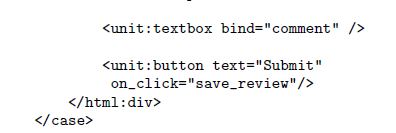 <unit:textbox bind="comment" />
<unit:button text="Submit"
on_click="save_review"/>
</html:div>
</case>